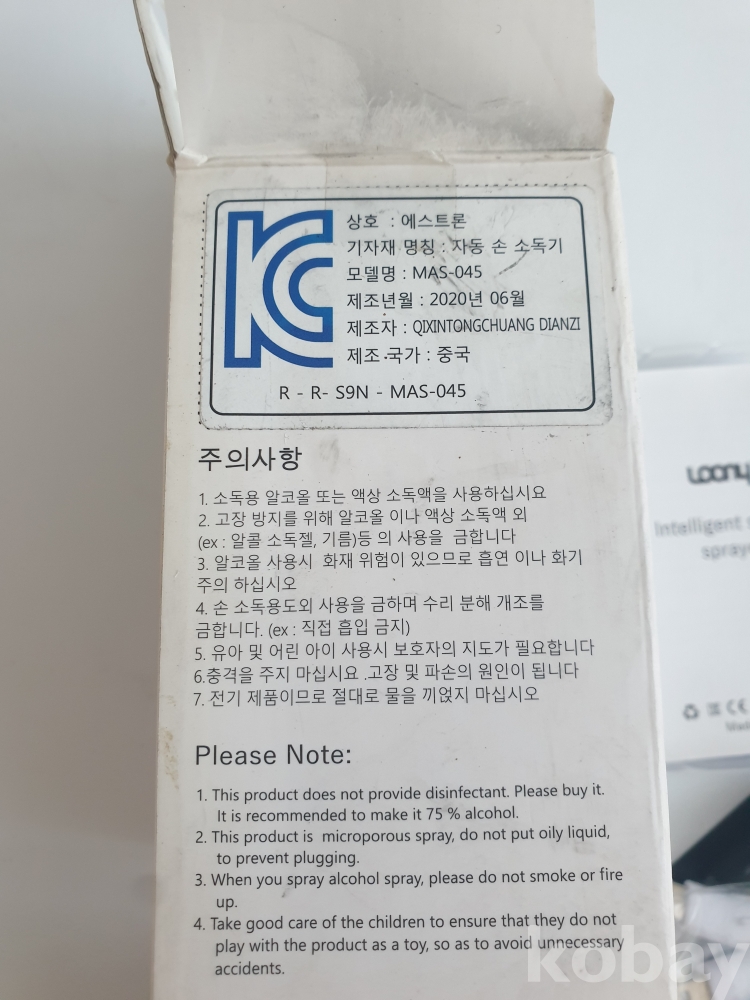 KC
상호 : 에스트론
기자재 명칭 : 자동 손 소독기
모델명 : MAS-045
제조년월 : 2020년 06월
제조자 : QIXINTONGCHUANG DIANZI
제조 국가 : 중국
R - R- S9N - MAS-045
주의사항
1. 소독용 알코올 또는 액상 소독액을 사용하십시요
2. 고장 방지를 위해 알코올 이나 액상 소독액 외
(ex : 알콜 소독젤, 기름)등 의 사용을 금합니다
3. 알코올 사용시 화재 위험이 있으므로 흡연 이나 화기
주의 하십시오
4. 손 소독용도외 사용을 금하며 수리 분해 개조를
금합니다. (ex : 직접 흡입 금지)
5. 유아 및 어린 아이 사용시 보호자의 지도가 필요합니다
6.충격을 주지 마십시요 .고장 및 파손의 원인이 됩니다
7. 전기 제품이므로 절대로 물을 끼얹지 마십시오
Please Note:
1. This product does not provide disinfectant. Please buy it.
It is recommended to make it 75 % alcohol.
2. This product is microporous spray, do not put oily liquid,
to prevent plugging.
3. When you spray alcohol spray, please do not smoke or fire
up.
4. Take good care of the children to ensure that they do not
play with the product as a toy, so as to avoid unnecessary
accidents.
Intelligent
spray
CE
kobay